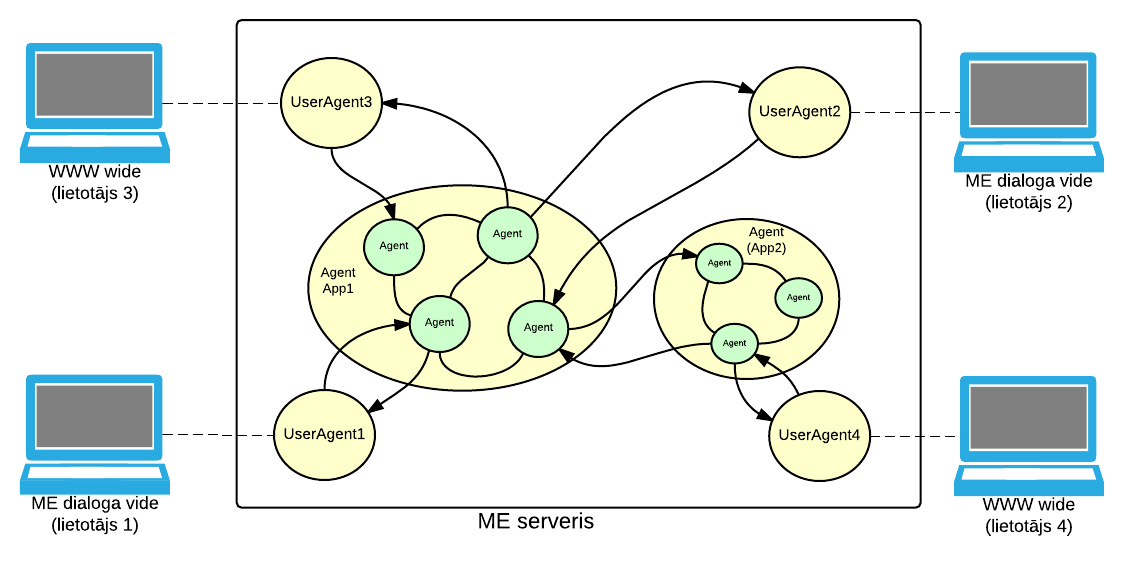 UserAgent3
UserAgent2
WWW wide
(lietotājs 3)
ME dialoga vide
(lietotājs 2)
Agent
Agent
Agent
App1
Agent
Agent
Agent
(App2)
Agent
Agent
Agent
UserAgent1
UserAgent4
ME dialoga vide
(lietotājs 1)
WWW wide
(lietotājs 4)
ME serveris